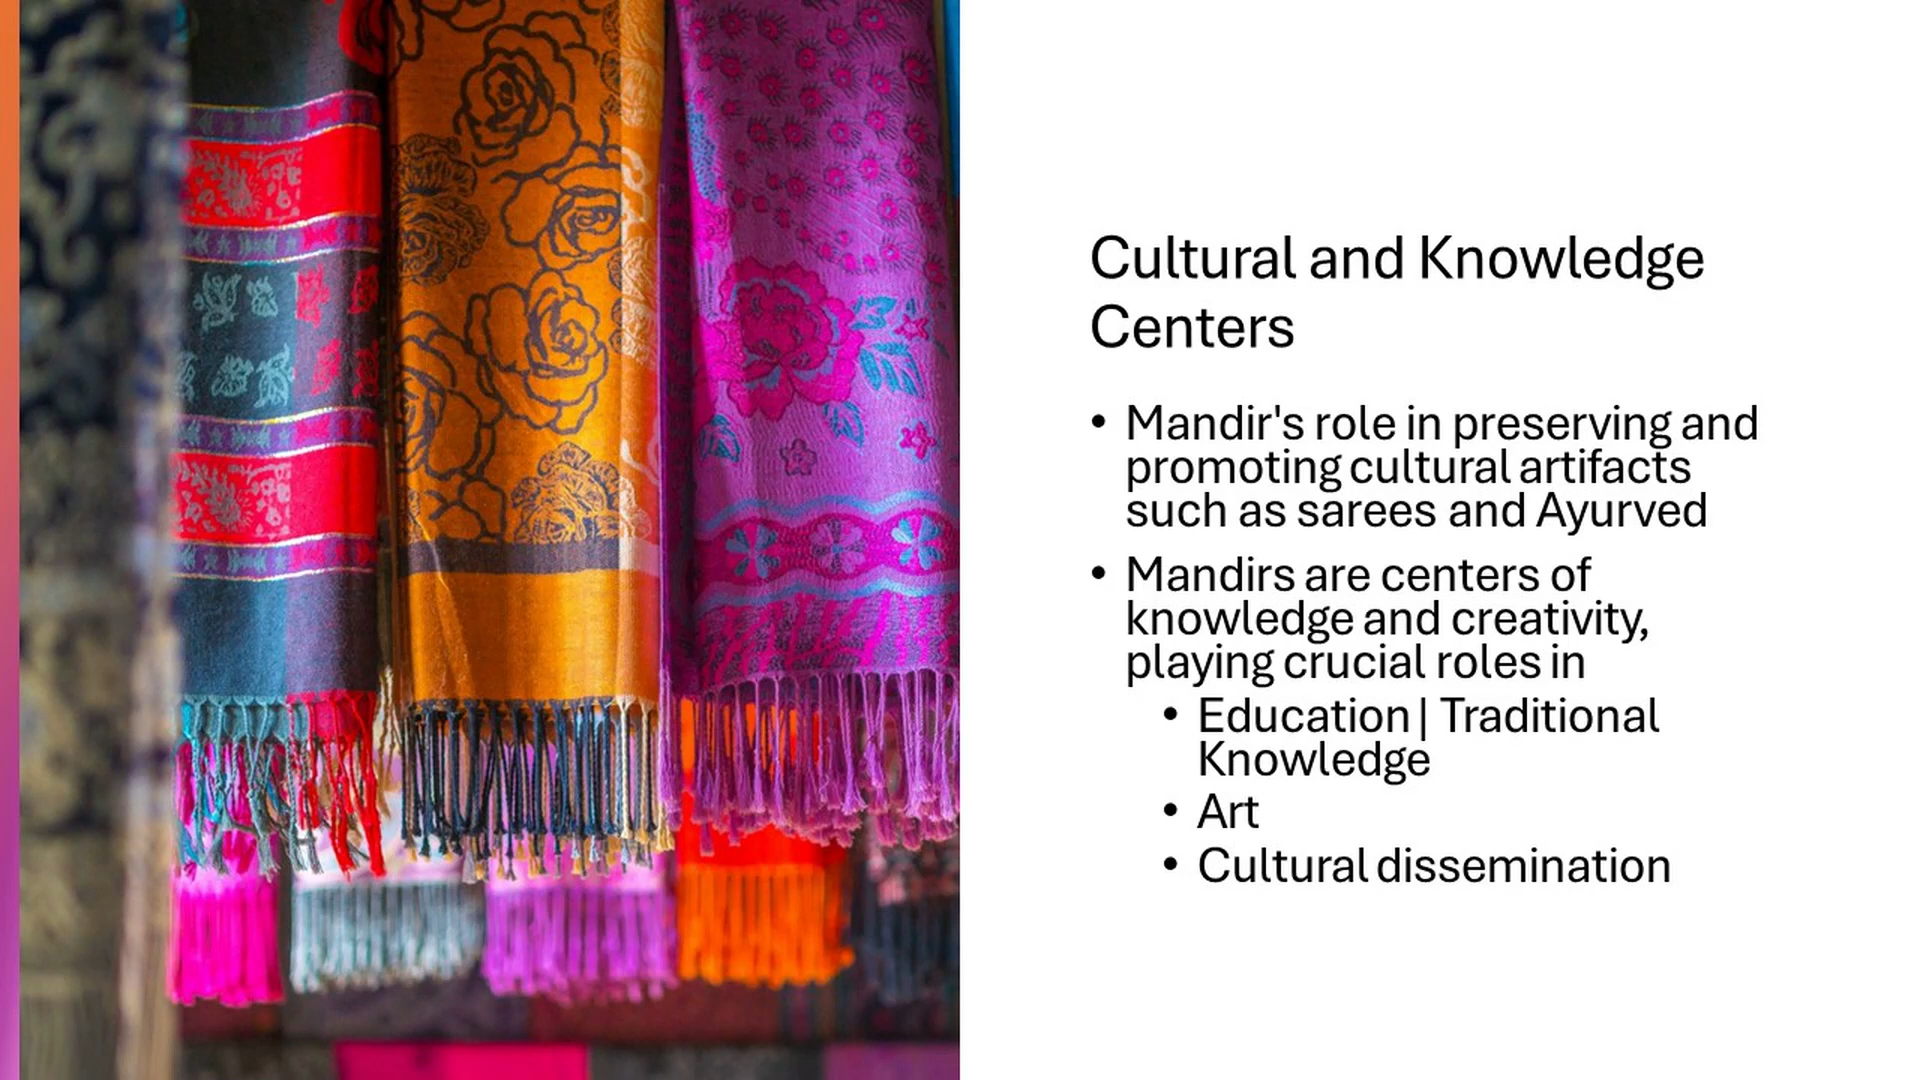 Cultural and Knowledge
Centers
• Mandir's role in preserving and
promoting cultural artifacts
such as sarees and Ayurved
• Mandirs are centers of
knowledge and creativity,
playing crucial roles in
• Education | Traditional
Knowledge
• Art
• Cultural dissemination